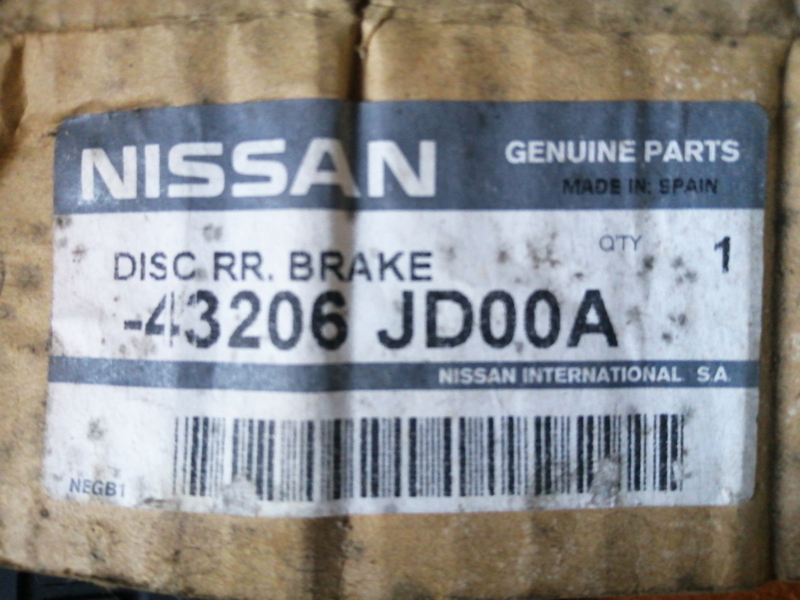 NISSAN
GENUINE PARTS
MADE IN: SPAIN
DISC RR. BRAKE
QTY 1
-43206 JD00A
NISSAN INTERNATIONAL S.A.
NEGB1